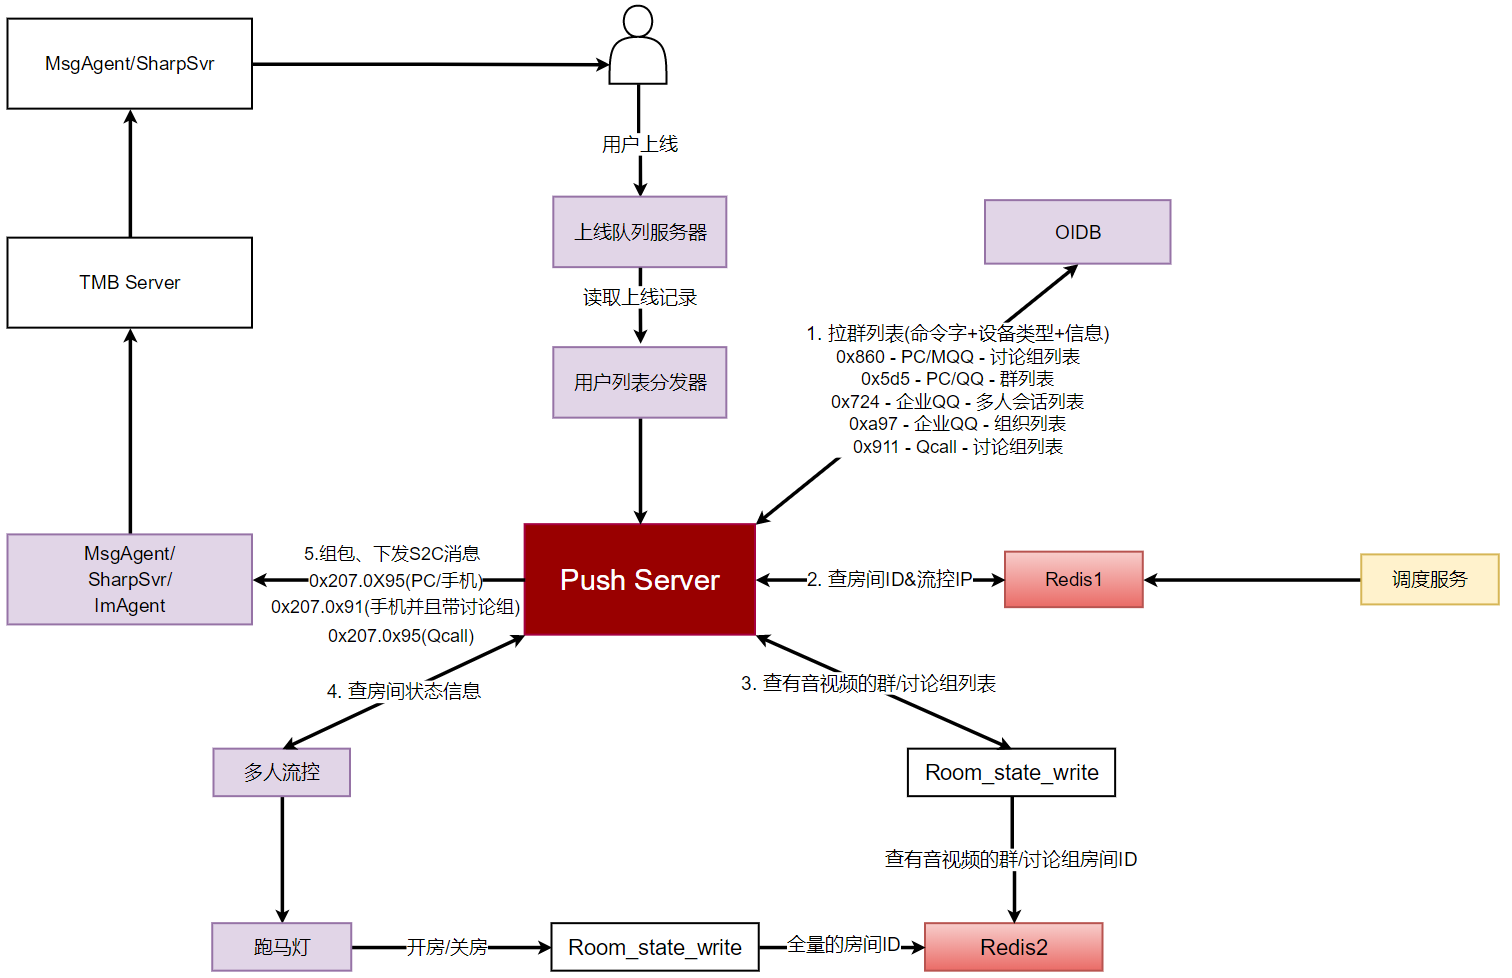 MsgAgent/SharpSvr
用户上线
上线队列服务器
OIDB
TMB Server
读取上线记录
用户列表分发器
1. 拉群列表(命令字+设备类型+信息)
0x860 - PC/MQQ - 讨论组列表
0x5d5 - PC/QQ - 群列表
0x724 - 企业QQ - 多人会话列表
0xa97 - 企业QQ - 组织列表
0x911 - Qcall - 讨论组列表
MsgAgent/
SharpSvr/
ImAgent
5.组包、下发S2C消息
0x207.0X95(PC/手机)
0x207.0x91(手机并且带讨论组)
0x207.0x95(Qcall)
Push Server
2. 查房间ID&流控IP
Redis1
调度服务
4. 查房间状态信息
3. 查有音视频的群/讨论组列表
多人流控
Room_state_write
查有音视频的群/讨论组房间ID
跑马灯
开房/关房
Room_state_write
全量的房间ID
Redis2